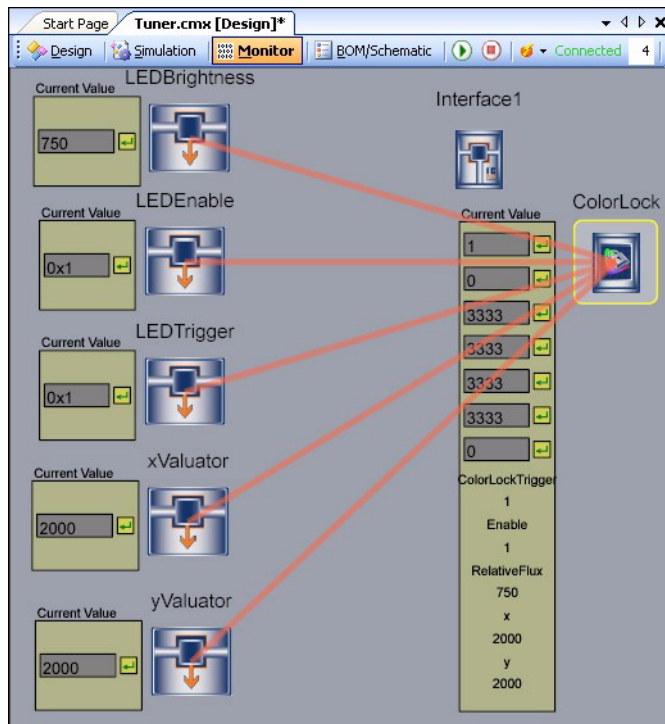 Start Page
Tuner.cmx [Design]*
Design
Simulation
Monitor
BOM/Schematic
Connected
4
LEDBrightness
Current Value
750
LEDEnable
Current Value
0x1
LEDTrigger
Current Value
0x1
xValuator
Current Value
2000
yValuator
Current Value
2000
Interface1
Current Value
1
0
3333
3333
3333
3333
0
ColorLockTrigger
1
Enable
1
RelativeFlux
750
x
2000
y
2000
ColorLock